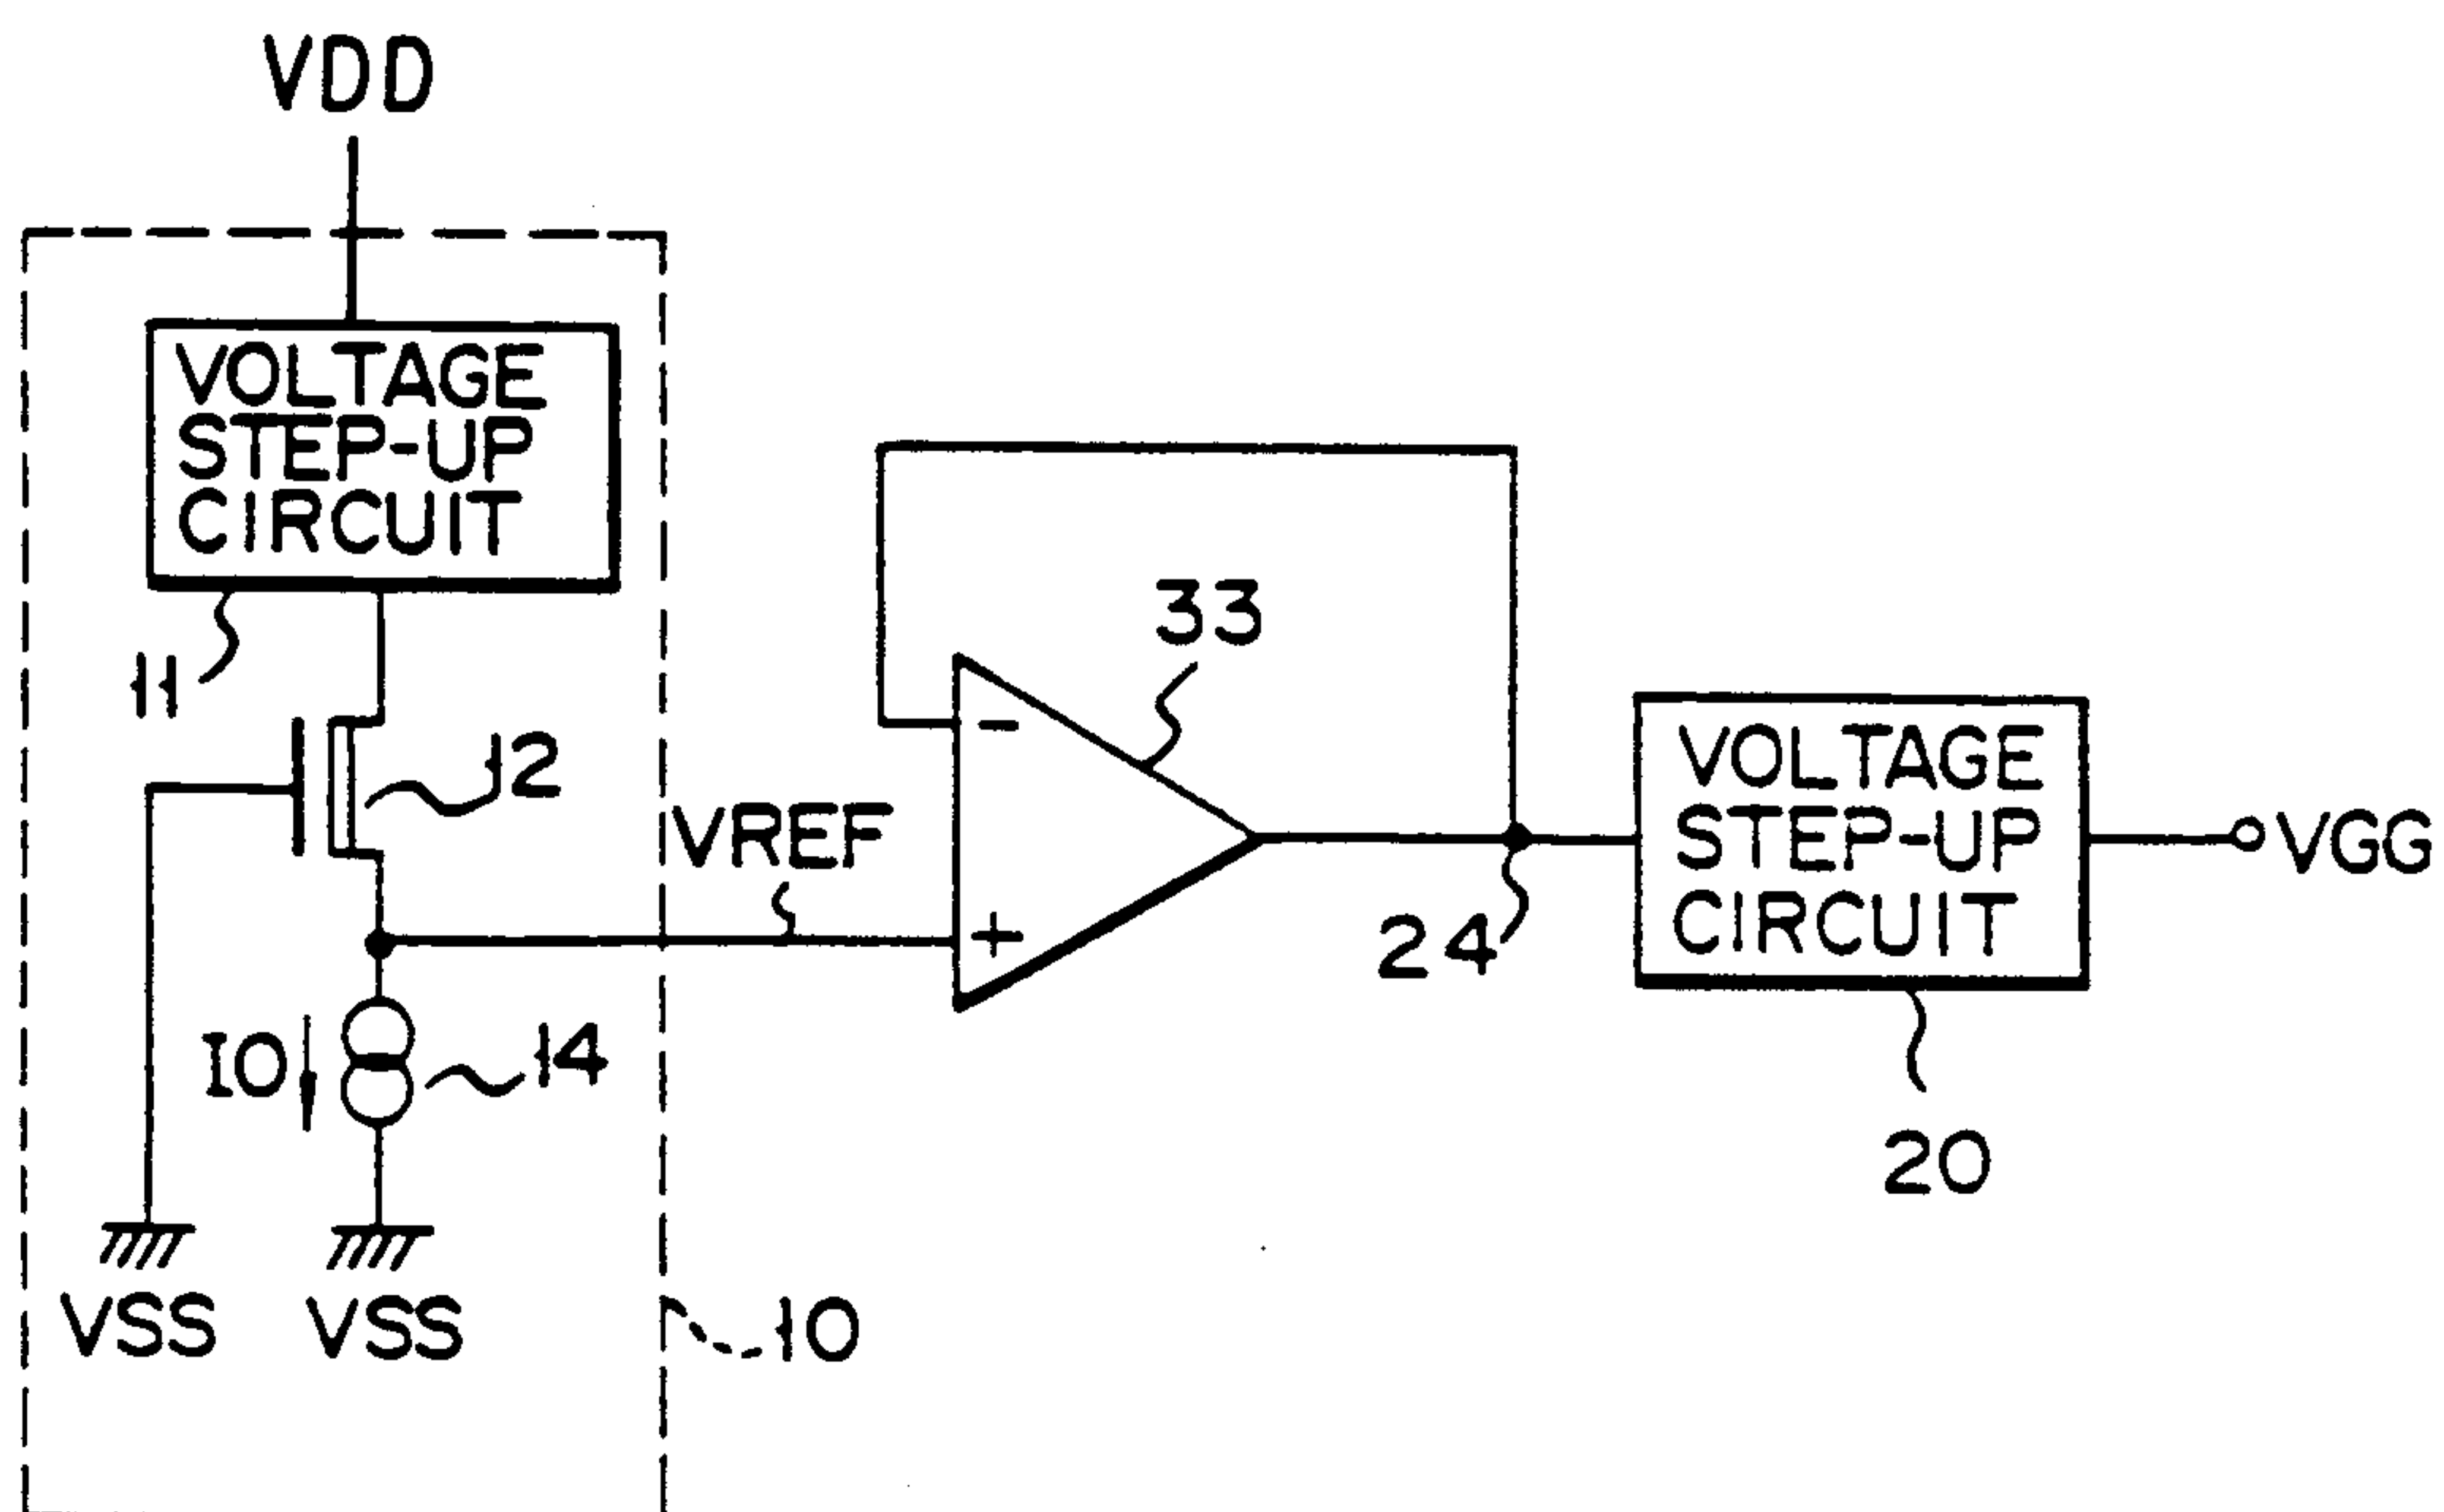 VDD
VOLTAGE
STEP-UP
CIRCUIT
11
12
VREF
33
-
+
24
VOLTAGE
STEP-UP
CIRCUIT
VGG
20
I0
14
VSS
VSS
10